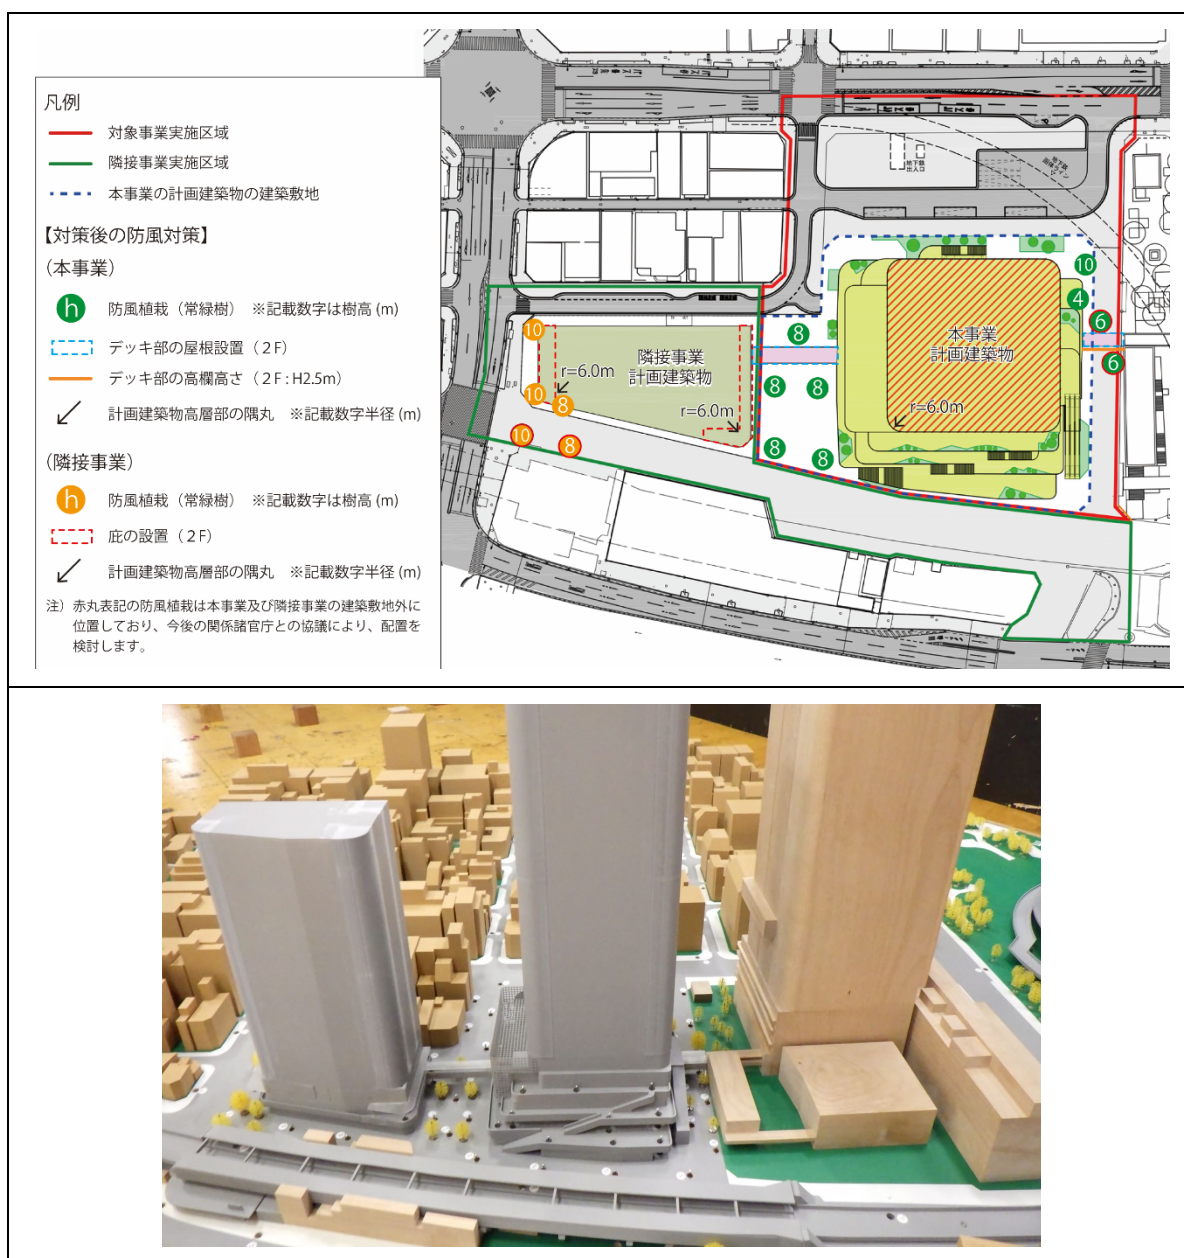 凡例
対象事業実施区域
隣接事業実施区域
本事業の計画建築物の建築敷地
【対策後の防風対策】
(本事業)
h 防風植栽(常緑樹) ※記載数字は樹高(m)
デッキ部の屋根設置(2F)
デッキ部の高欄高さ(2F:H2.5m)
計画建築物高層部の隅丸 ※記載数字半径(m)
(隣接事業)
h 防風植栽(常緑樹) ※記載数字は樹高(m)
庇の設置(2F)
計画建築物高層部の隅丸 ※記載数字半径(m)
注)赤丸表記の防風植栽は本事業及び隣接事業の建築敷地外に
位置しており、今後の関係諸官庁との協議により、配置を
検討します。
地下鉄
出入口
10
4
6
6
本事業
計画建築物
r=6.0m
8
8
8
8
8
隣接事業
計画建築物
r=6.0m
r=6.0m
10
10
8
10
8